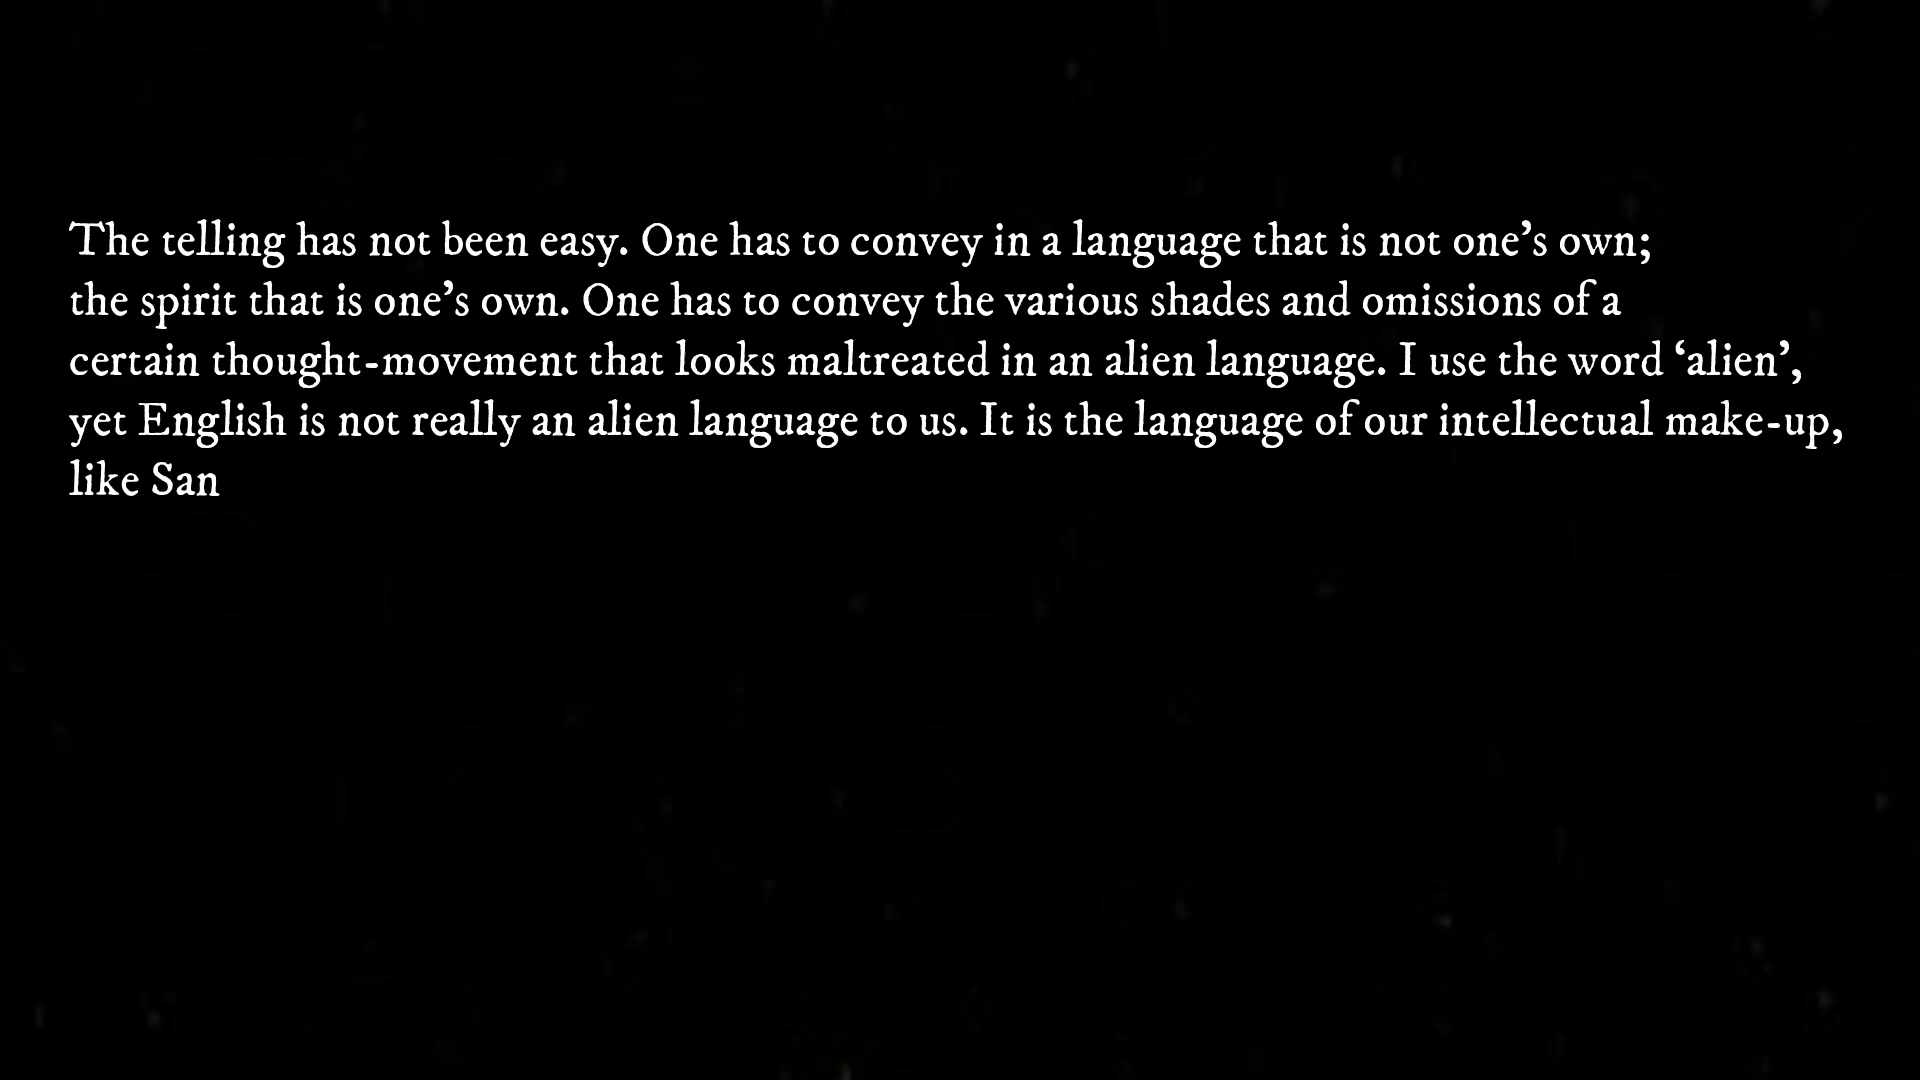 The telling has not been easy. One has to convey in a language that is not one’s own;
the spirit that is one’s own. One has to convey the various shades and omissions of a
certain thought-movement that looks maltreated in an alien language. I use the word ‘alien’,
yet English is not really an alien language to us. It is the language of our intellectual make-up,
like San